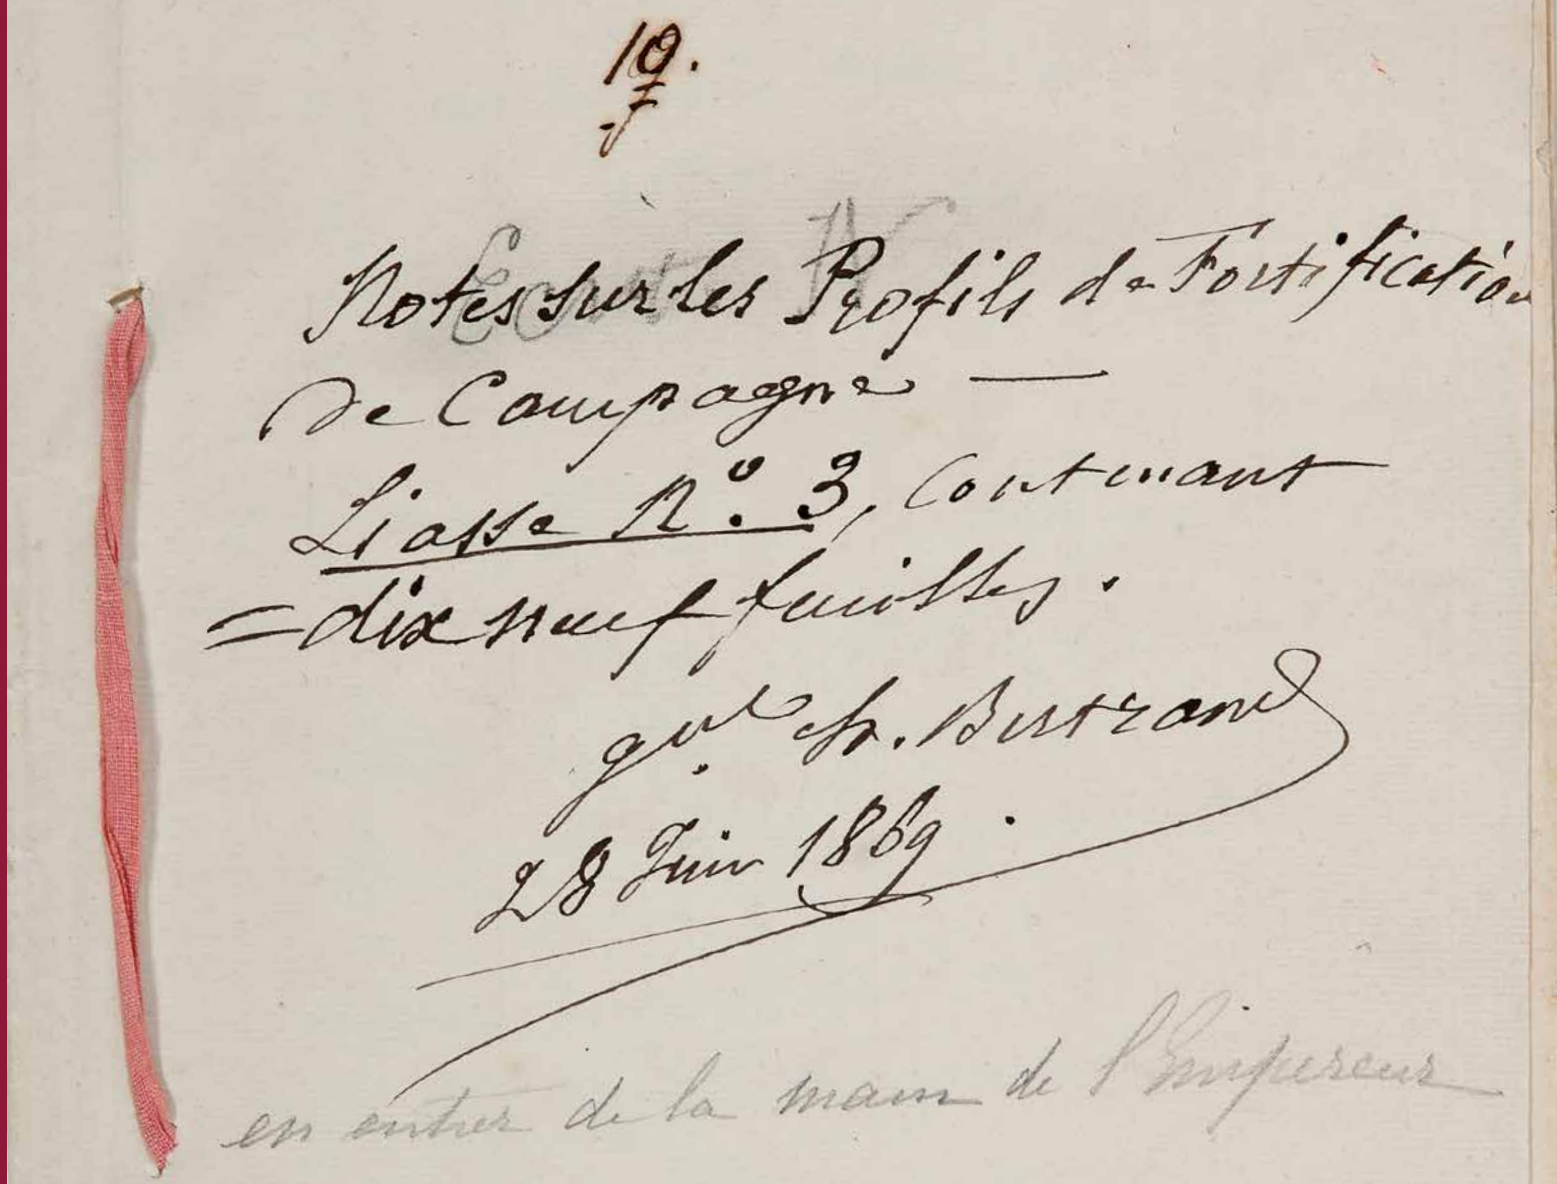 19.
Notes sur les Profils de Fortification
de Campagne —
Liasse N°. 3, contenant
= dix neuf feuilles.
gal. Bertrand
28 Juin 1869.
en entier de la main de l'Empereur